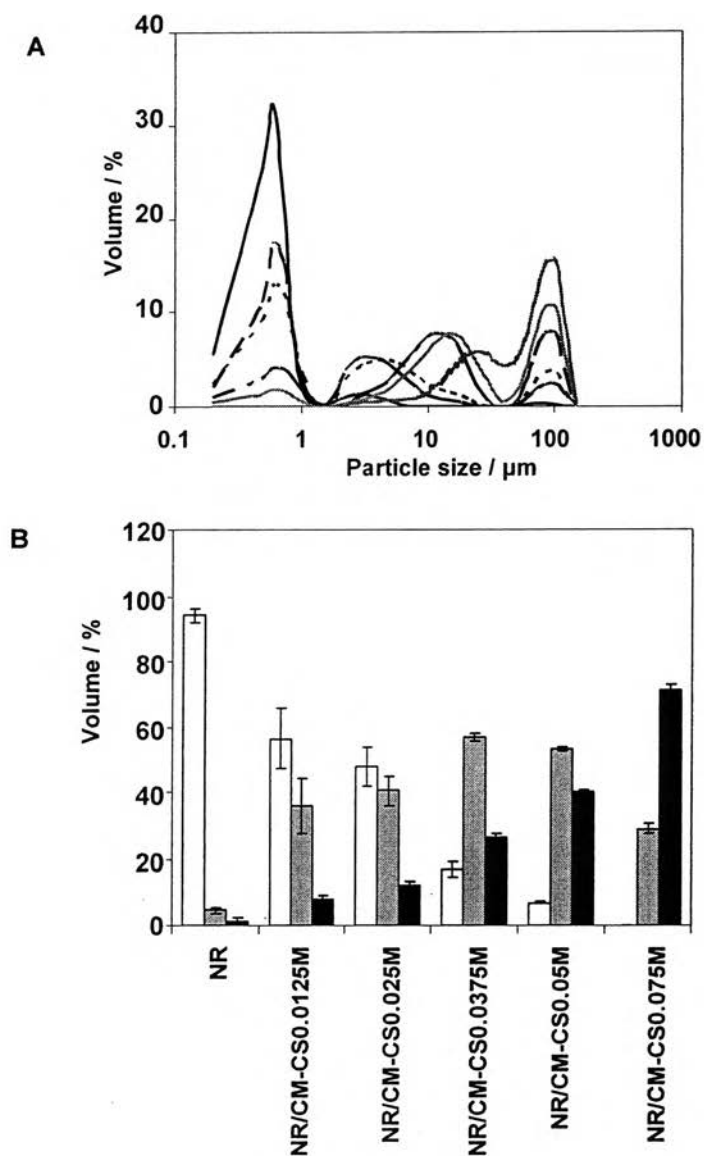 A
40
30
20
10
0
Volume / %
0.1 1 10 100 1000
Particle size / µm
B
120
100
80
60
40
20
0
Volume / %
NR
NR/CM-CS0.0125M
NR/CM-CS0.025M
NR/CM-CS0.0375M
NR/CM-CS0.05M
NR/CM-CS0.075M